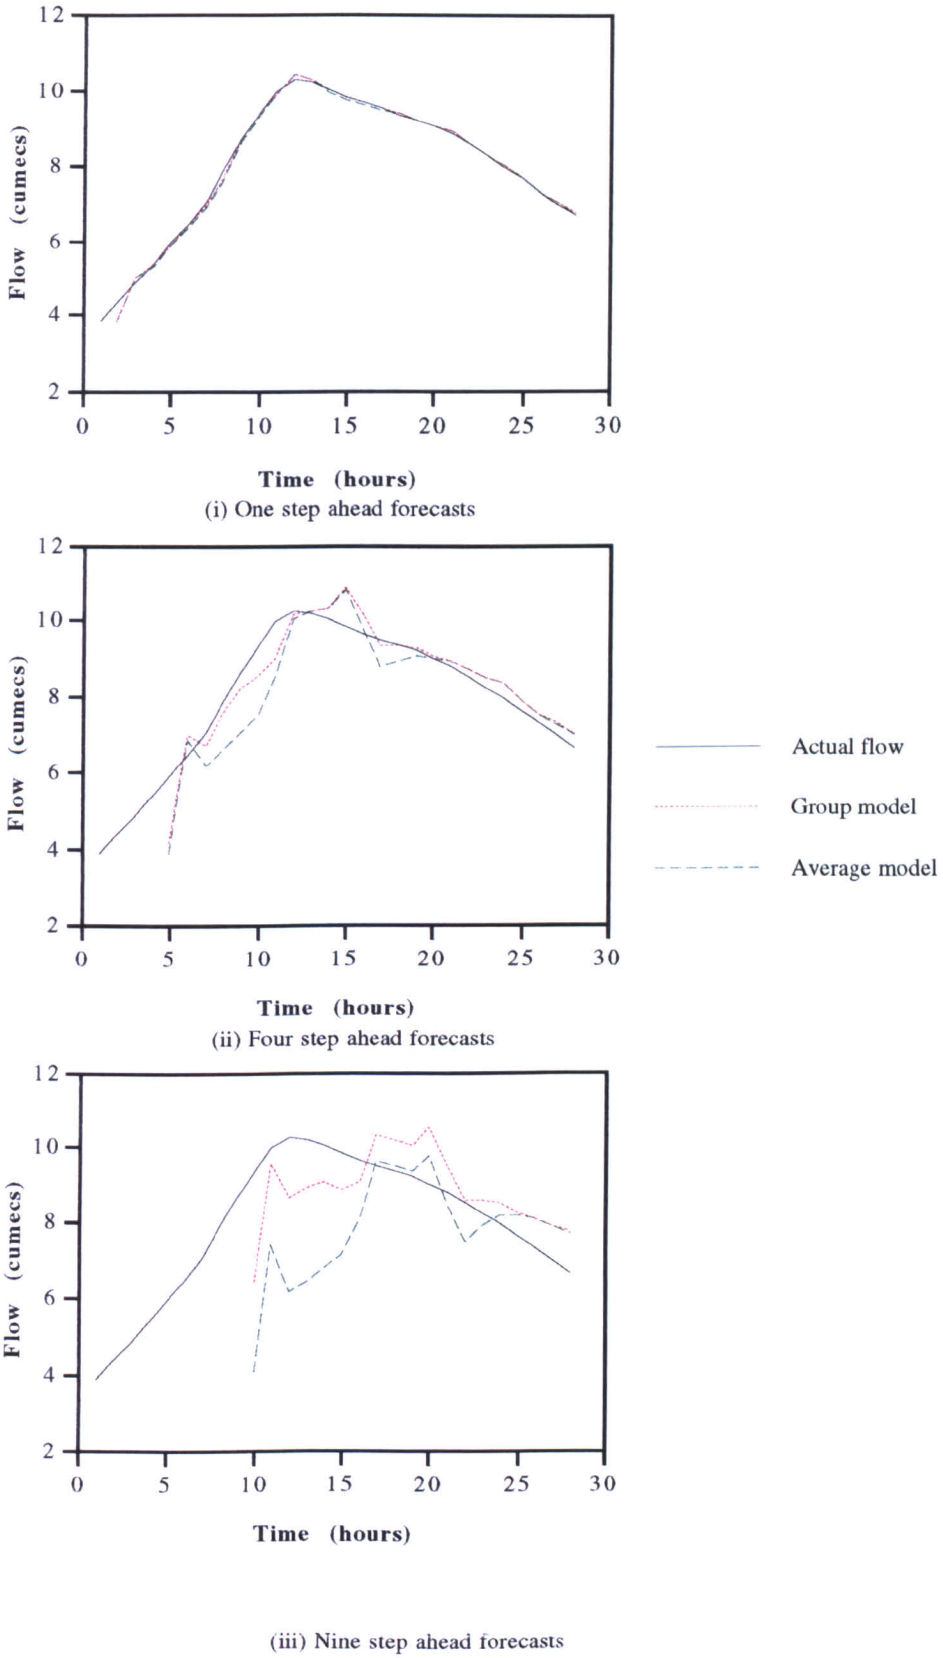 12
10
8
6
4
2
Flow (cumecs)
0 5 10 15 20 25 30
Time (hours)
(i) One step ahead forecasts
12
10
8
6
4
2
Flow (cumecs)
0 5 10 15 20 25 30
Time (hours)
(ii) Four step ahead forecasts
Actual flow
Group model
Average model
12
10
8
6
4
2
Flow (cumecs)
0 5 10 15 20 25 30
Time (hours)
(iii) Nine step ahead forecasts